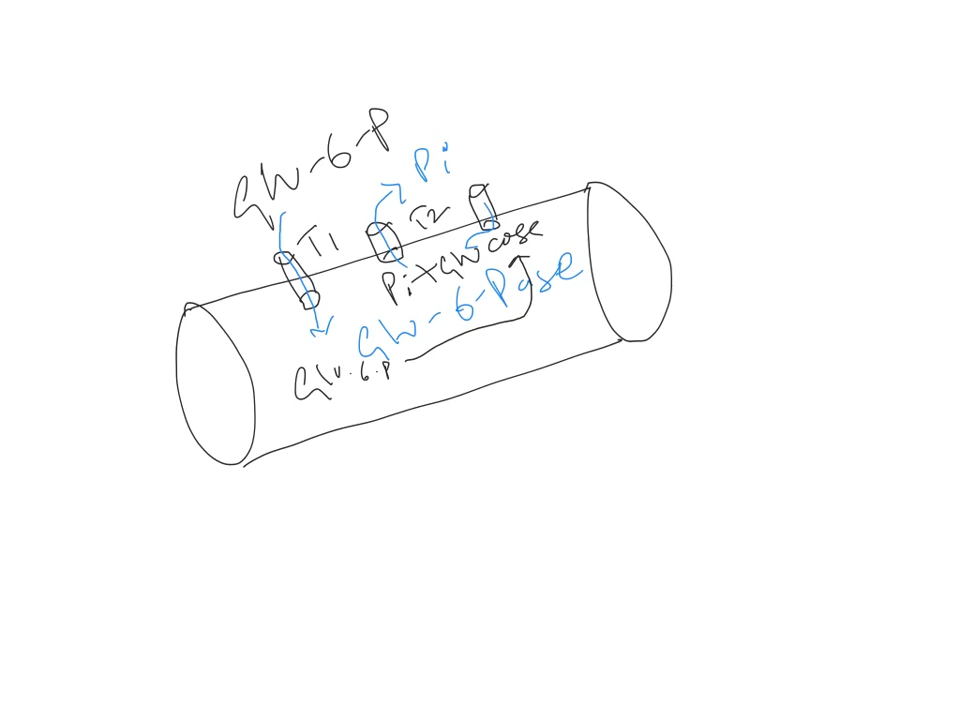 Glu-6-P
Pi
T1
T2
Pi + Glucose
Glu-6-Pase
Glu.6.P